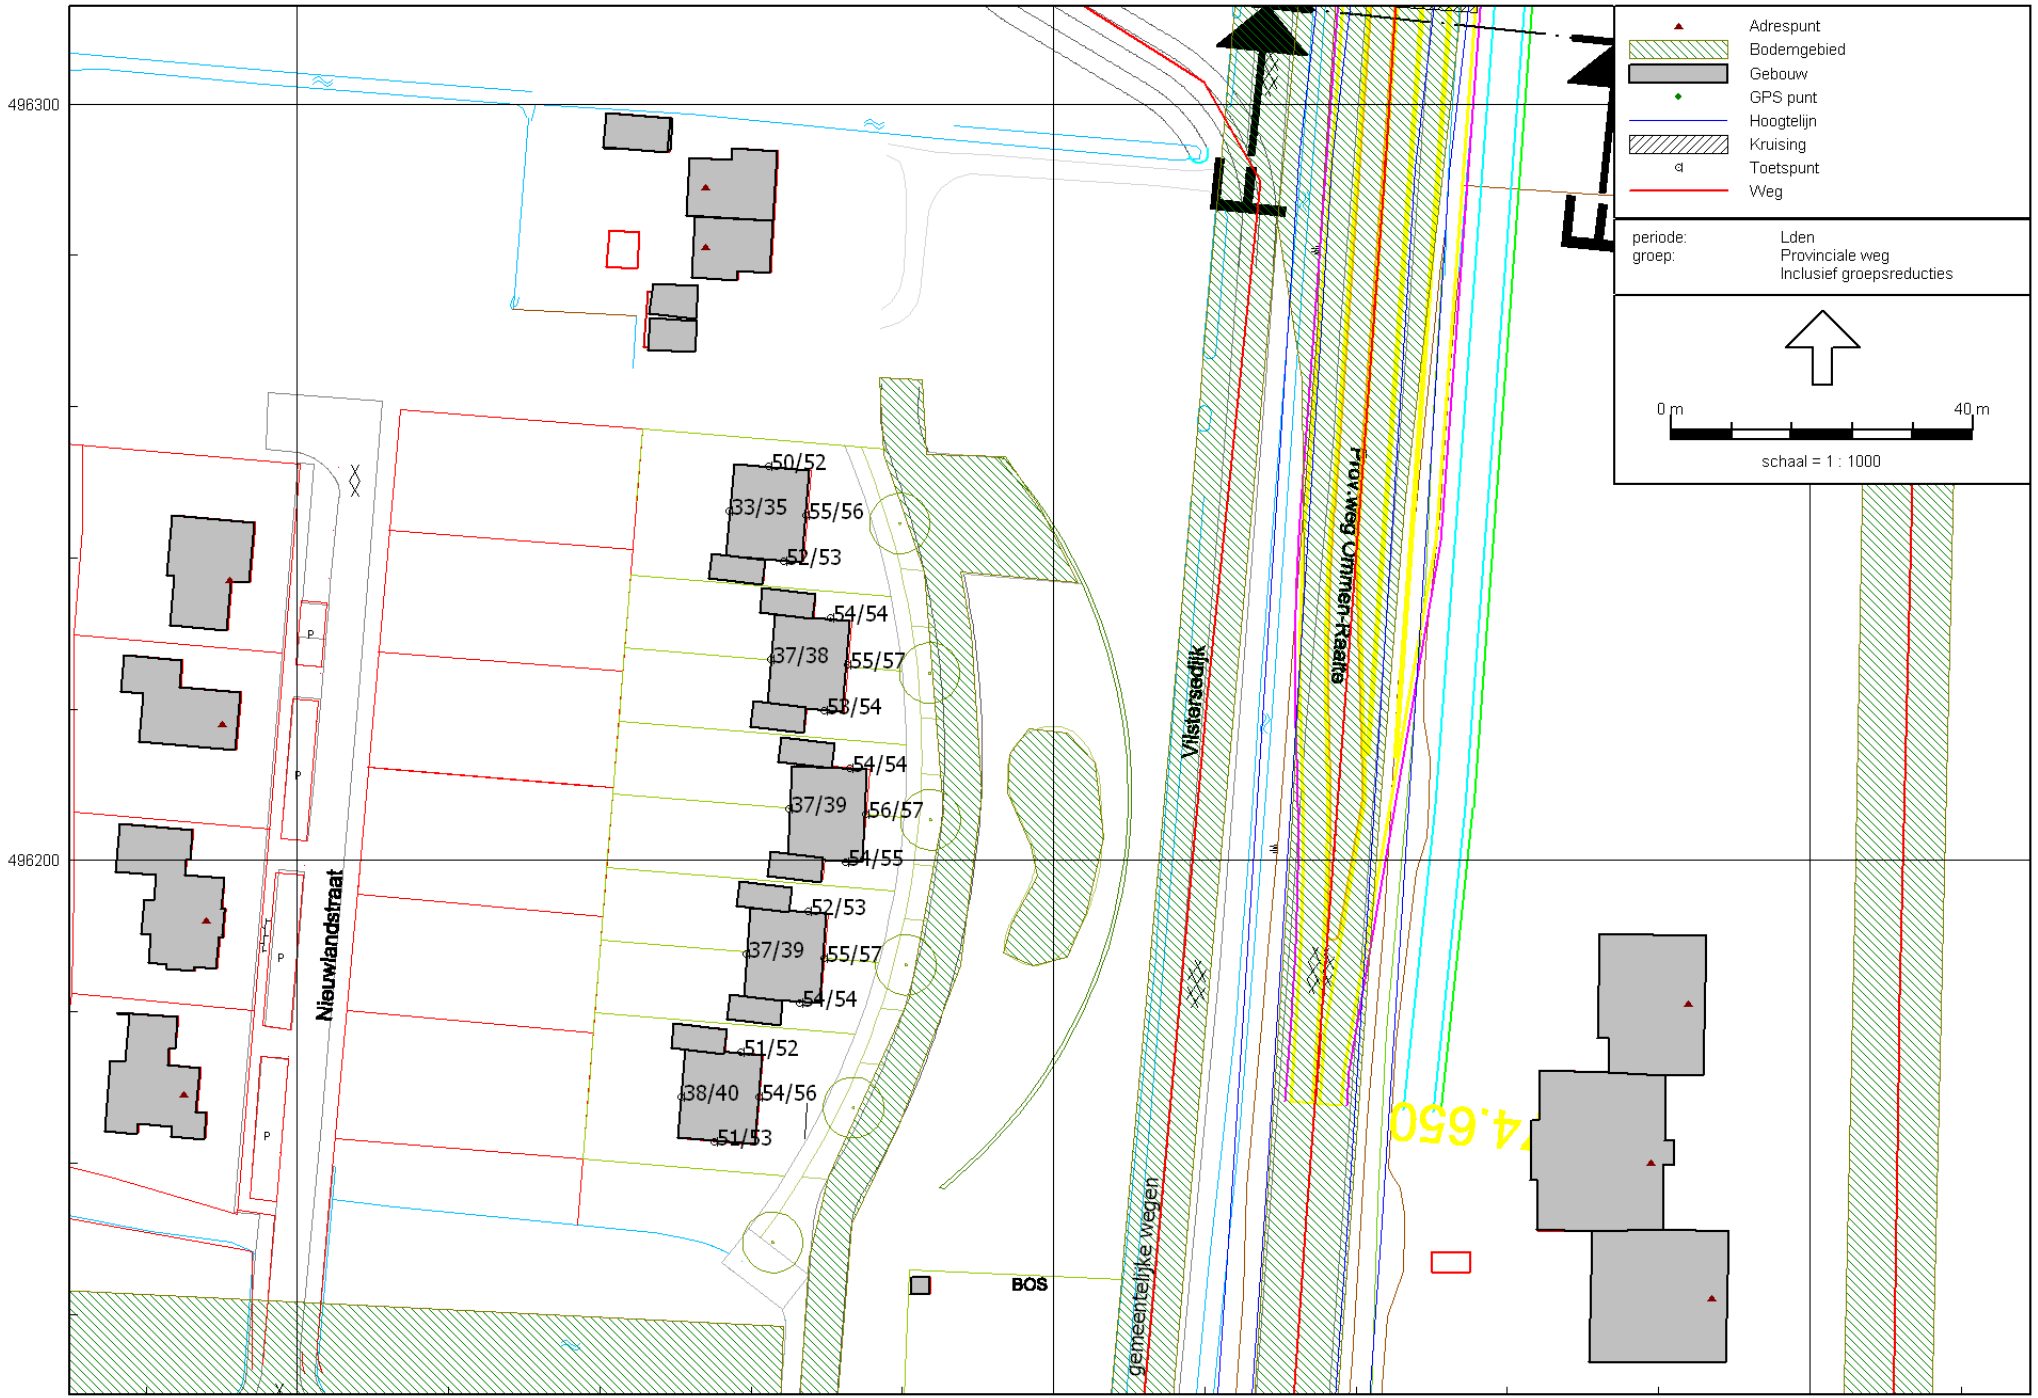 Adrespunt
Bodemgebied
Gebouw
GPS punt
Hoogtelijn
Kruising
Toetspunt
Weg
periode: Lden
groep: Provinciale weg
Inclusief groepsreducties
0 m 40 m
schaal = 1 : 1000
496300
496200
50/52
33/35
55/56
52/53
54/54
37/38
55/57
53/54
54/54
37/39
56/57
54/55
52/53
37/39
55/57
54/54
51/52
38/40
54/56
51/53
P
P
P
P
Nieuwlandstraat
Vilstersedijk
Prov.weg Ommen-Raalte
gemeentelijke wegen
BOS
74.650